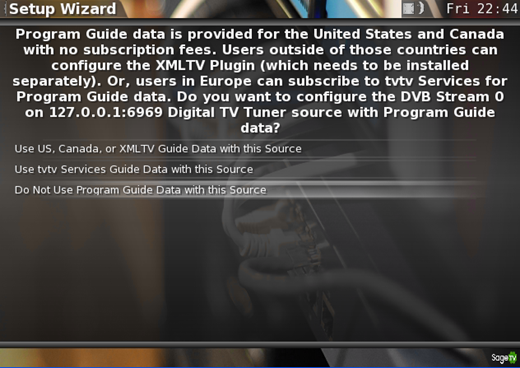 Setup Wizard
Fri 22:44
Program Guide data is provided for the United States and Canada
with no subscription fees. Users outside of those countries can
configure the XMLTV Plugin (which needs to be installed
separately). Or, users in Europe can subscribe to tvtv Services for
Program Guide data. Do you want to configure the DVB Stream 0
on 127.0.0.1:6969 Digital TV Tuner source with Program Guide
data?
Use US, Canada, or XMLTV Guide Data with this Source
Use tvtv Services Guide Data with this Source
Do Not Use Program Guide Data with this Source
SageTV